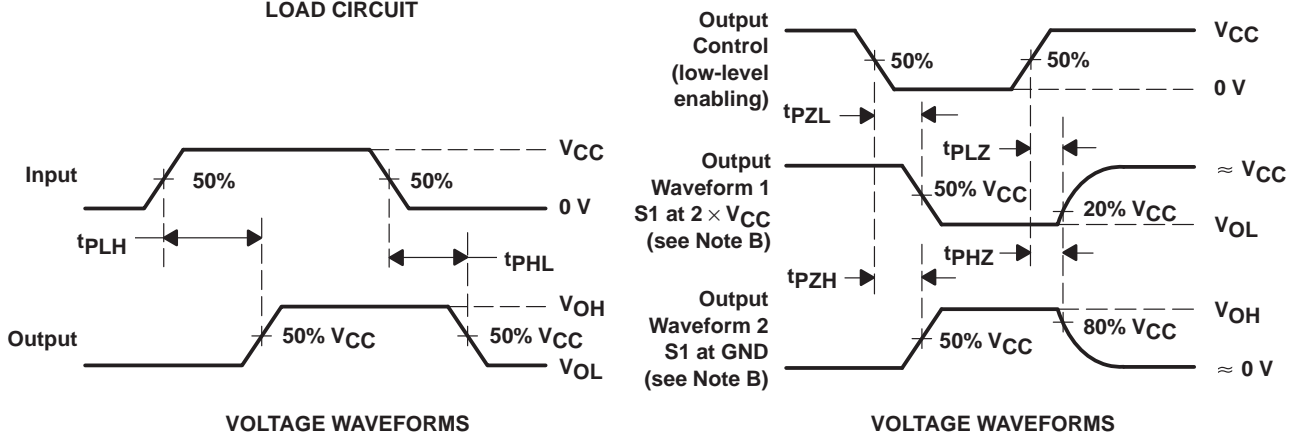 LOAD CIRCUIT
Input
50%
50%
VCC
0 V
tPLH
tPHL
Output
50% VCC
50% VCC
VOH
VOL
VOLTAGE WAVEFORMS
Output
Control
(low-level
enabling)
50%
50%
VCC
0 V
tPZL
tPLZ
Output
Waveform 1
S1 at 2 × VCC
(see Note B)
50% VCC
20% VCC
≈ VCC
VOL
tPZH
tPHZ
Output
Waveform 2
S1 at GND
(see Note B)
50% VCC
80% VCC
VOH
≈ 0 V
VOLTAGE WAVEFORMS